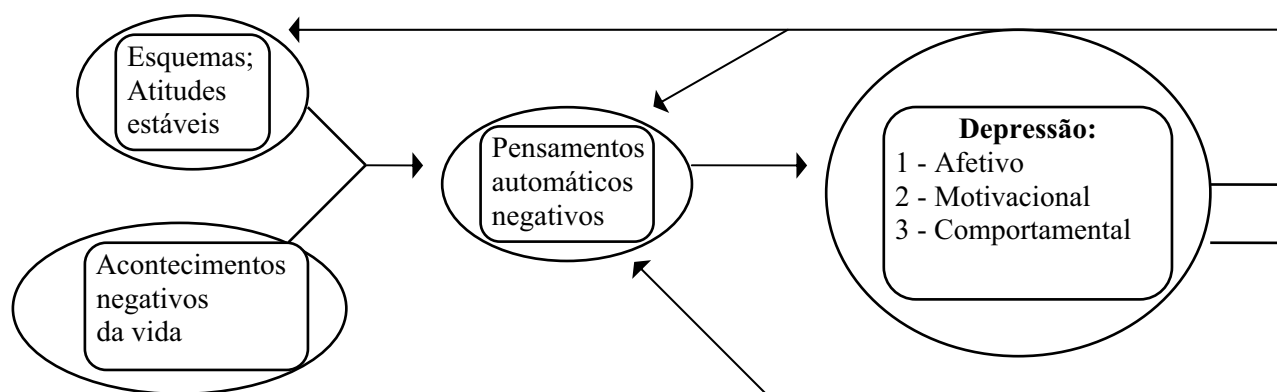 Esquemas;
Atitudes
estáveis
Acontecimentos
negativos
da vida
Pensamentos
automáticos
negativos
Depressão:
1 - Afetivo
2 - Motivacional
3 - Comportamental